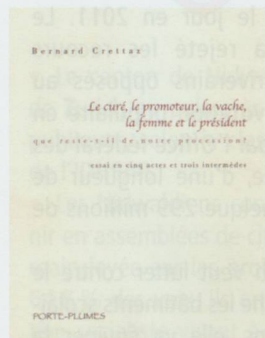 Bernard Crettaz
Le curé, le promoteur, la vache,
la femme et le président
que reste-t-il de notre procession?
essai en cinq actes et trois intermèdes
PORTE-PLUMES